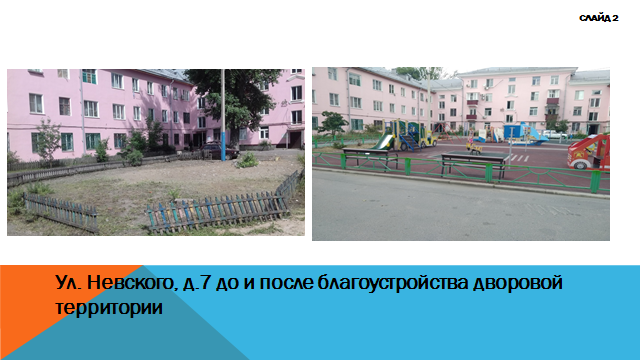 СЛАЙД 2
Ул. Невского, д.7 до и после благоустройства дворовой
территории